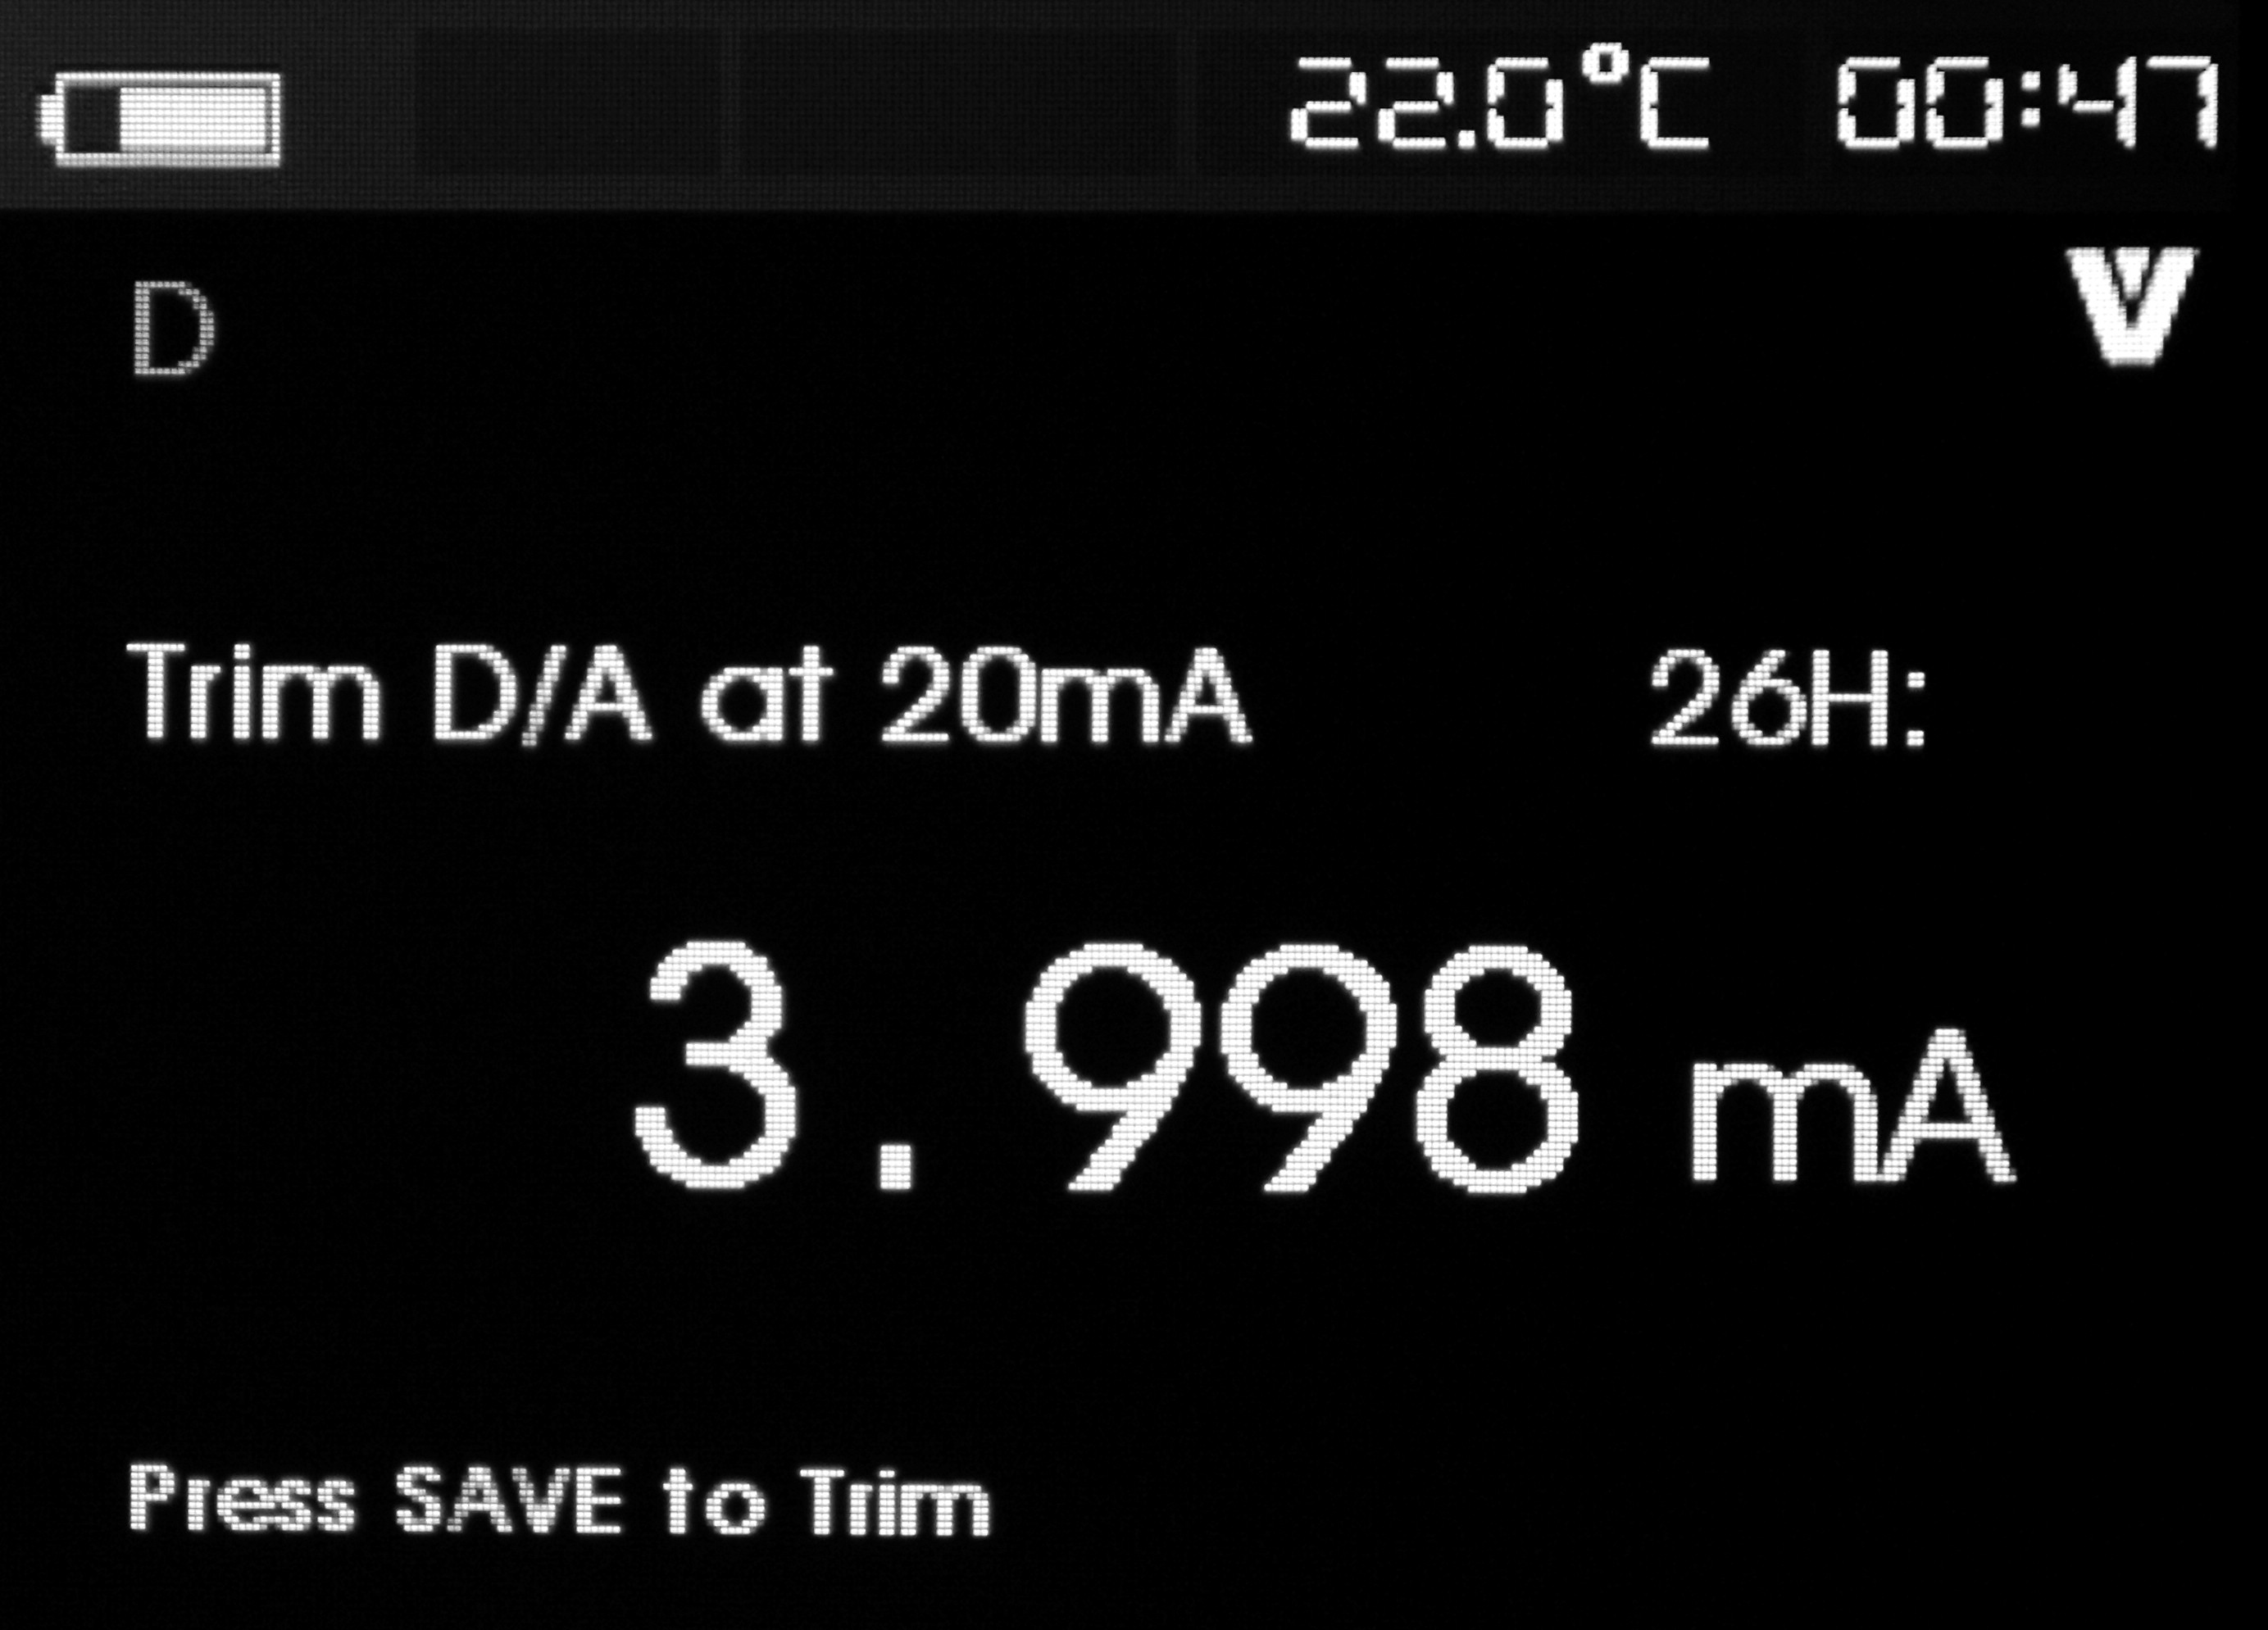 22.0°C 00:47
D V
Trim D/A at 20mA 26H:
3.998 mA
Press SAVE to Trim